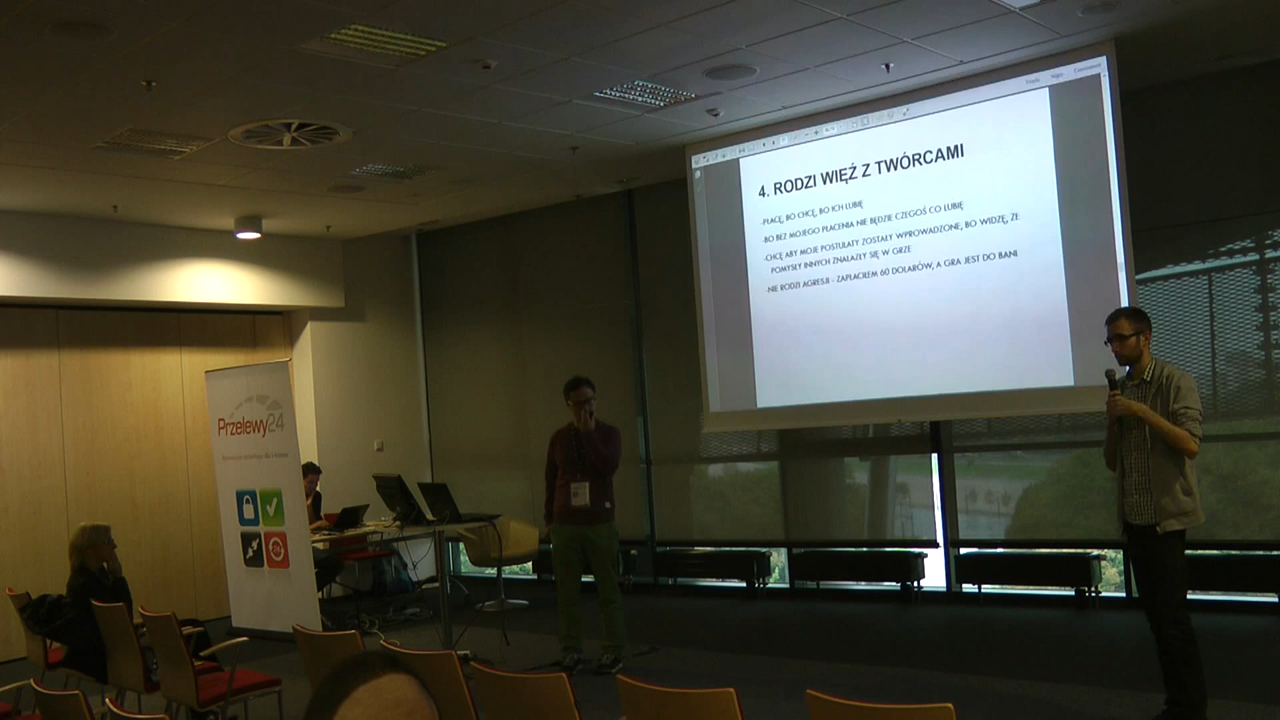 4. RODZI WIĘŹ Z TWÓRCAMI
-PŁACĘ, BO CHCĘ, BO ICH LUBIĘ
-BO BEZ MOJEGO PŁACENIA NIE BĘDZIE CZEGOŚ CO LUBIĘ
-CHCĘ ABY MOJE POSTULATY ZOSTAŁY WPROWADZONE, BO WIDZĘ, ŻE
POMYSŁY INNYCH ZNALAZŁY SIĘ W GRZE
-NIE RODZI AGRESJI - ZAPŁACIŁEM 60 DOLARÓW, A GRA JEST DO BANI
Przelewy24
24